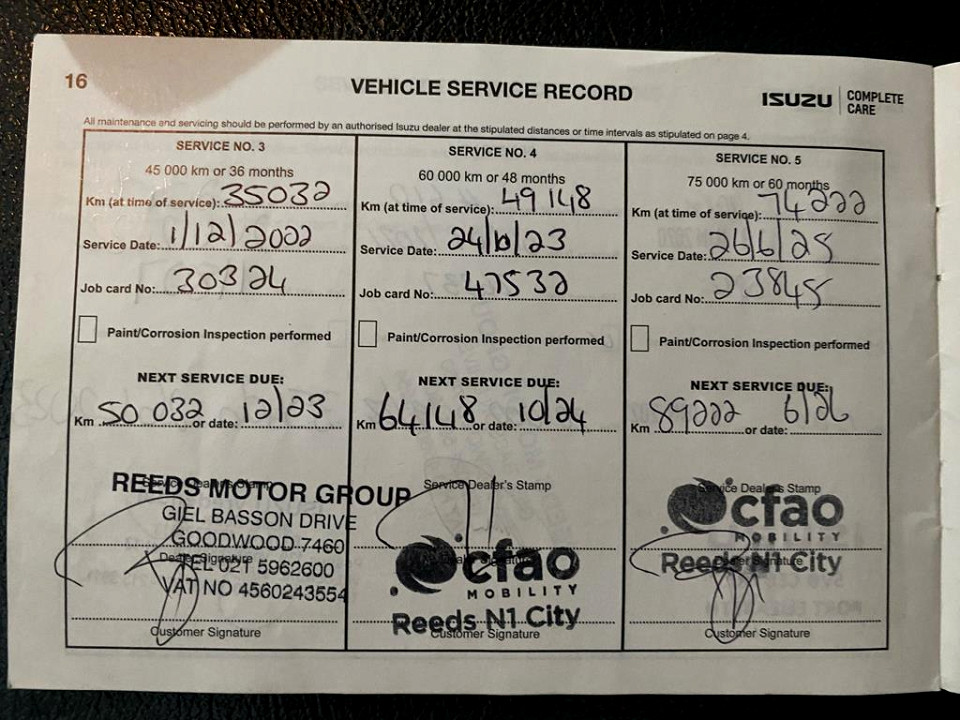 16
VEHICLE SERVICE RECORD
ISUZU COMPLETE CARE
All maintenance and servicing should be performed by an authorised Isuzu dealer at the stipulated distances or time intervals as stipulated on page 4.
SERVICE NO. 3
45 000 km or 36 months
Km (at time of service): 35032
Service Date: 1/12/2022
Job card No: 30324
Paint/Corrosion Inspection performed
NEXT SERVICE DUE:
Km 50 032 or date: 12/23
Service Dealer's Stamp
REEDS MOTOR GROUP
GIEL BASSON DRIVE
GOODWOOD 7460
Dealer Signature
TEL 021 5962600
VAT NO 4560243554
Customer Signature
SERVICE NO. 4
60 000 km or 48 months
Km (at time of service): 49148
Service Date: 24/10/23
Job card No: 47532
Paint/Corrosion Inspection performed
NEXT SERVICE DUE:
Km 64148 or date: 10/24
Service Dealer's Stamp
cfao
MOBILITY
Reeds N1 City
Customer Signature
SERVICE NO. 5
75 000 km or 60 months
Km (at time of service): 74222
Service Date: 26/6/25
Job card No: 23845
Paint/Corrosion Inspection performed
NEXT SERVICE DUE:
Km 89222 or date: 6/26
Service Dealer's Stamp
cfao
MOBILITY
Reeds N1 City
Customer Signature